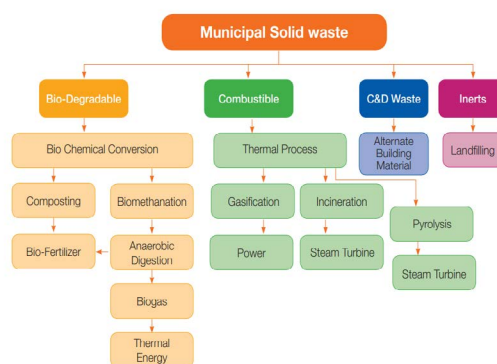 Municipal Solid waste
Bio-Degradable
Combustible
C&D Waste
Inerts
Bio Chemical Conversion
Thermal Process
Alternate
Building
Material
Landfilling
Composting
Biomethanation
Gasification
Incineration
Pyrolysis
Bio-Fertilizer
Anaerobic
Digestion
Power
Steam Turbine
Steam Turbine
Biogas
Thermal
Energy